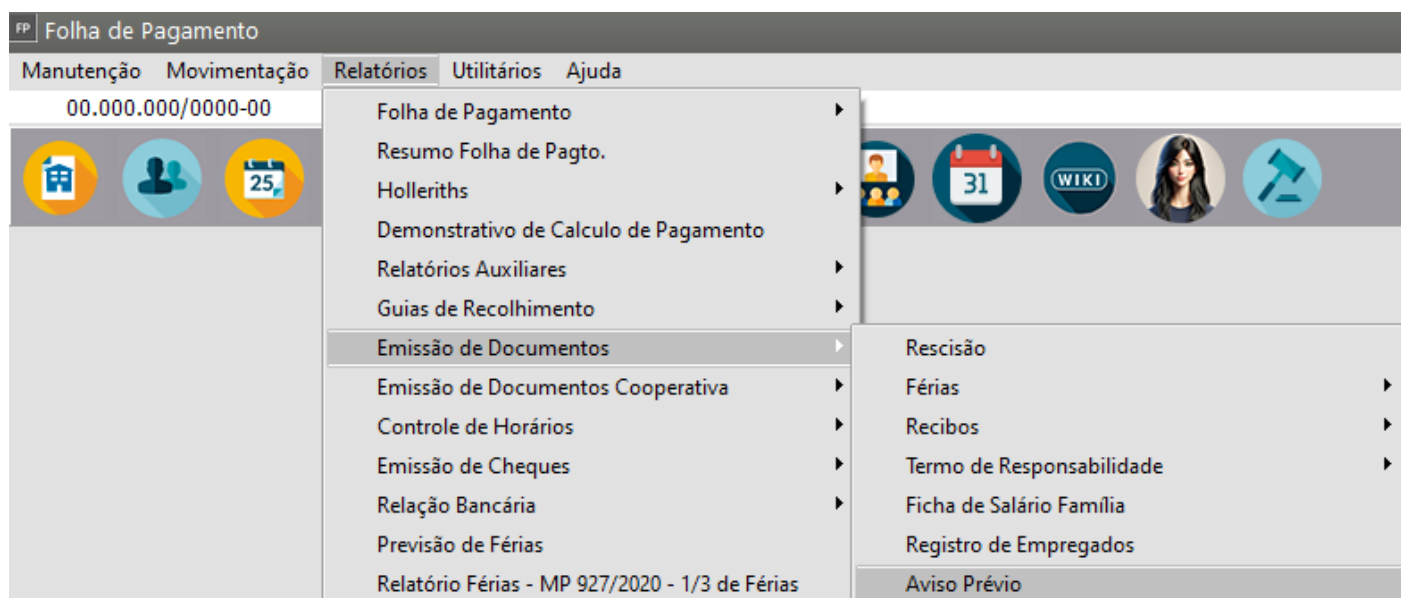 FP Folha de Pagamento
Manutenção Movimentação Relatórios Utilitários Ajuda
00.000.000/0000-00
25
31
WIKI
Folha de Pagamento
Resumo Folha de Pagto.
Holleriths
Demonstrativo de Calculo de Pagamento
Relatórios Auxiliares
Guias de Recolhimento
Emissão de Documentos
Emissão de Documentos Cooperativa
Controle de Horários
Emissão de Cheques
Relação Bancária
Previsão de Férias
Relatório Férias - MP 927/2020 - 1/3 de Férias
Rescisão
Férias
Recibos
Termo de Responsabilidade
Ficha de Salário Família
Registro de Empregados
Aviso Prévio